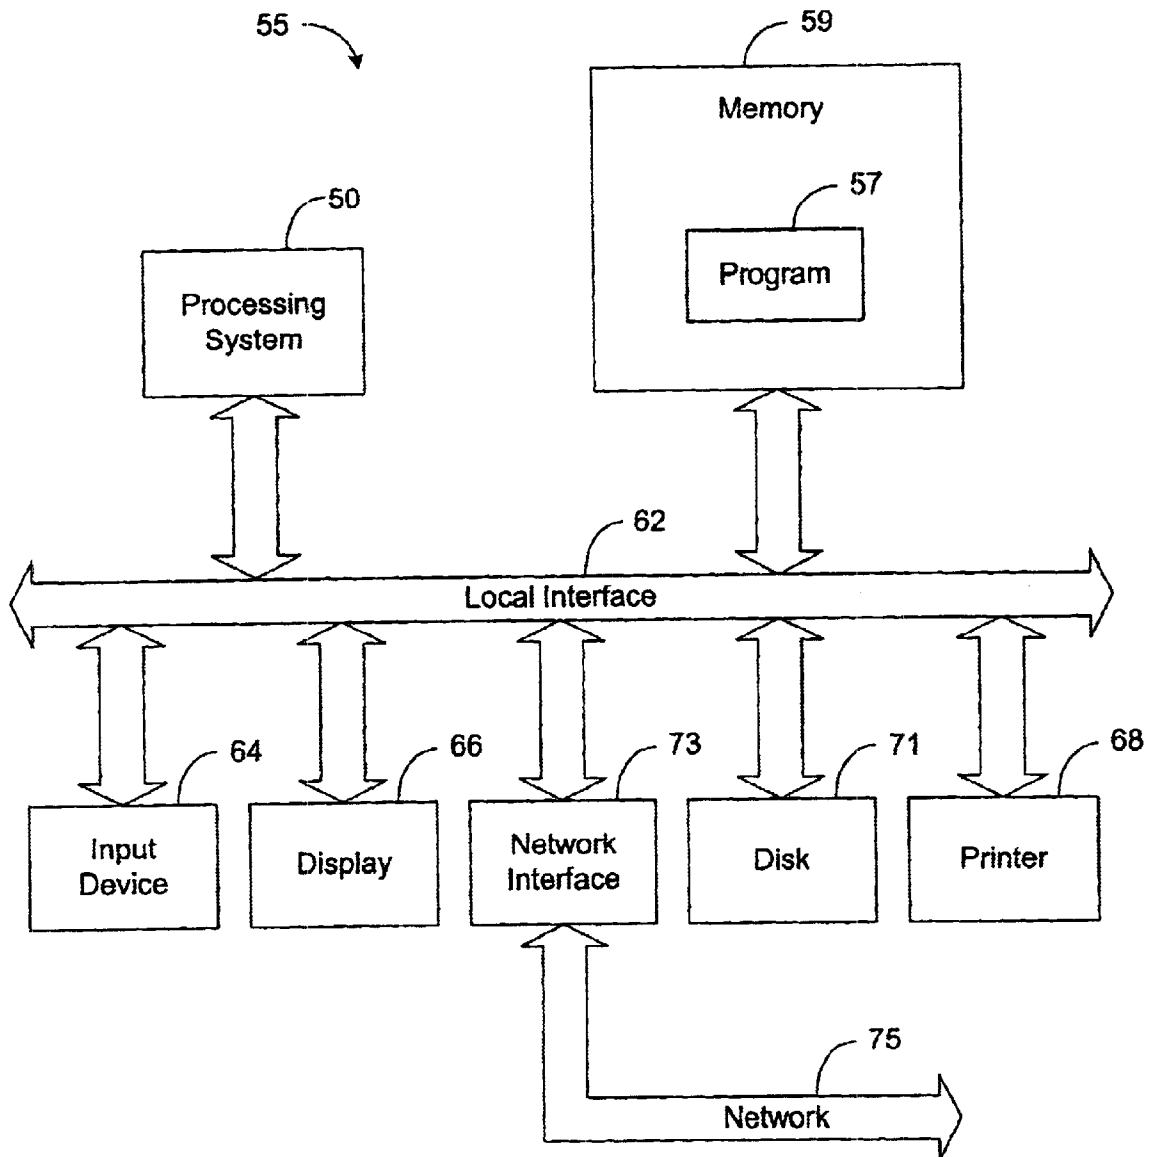 55
59
Memory
50
57
Program
Processing
System
62
Local Interface
64
66
73
71
68
Input
Device
Display
Network
Interface
Disk
Printer
75
Network